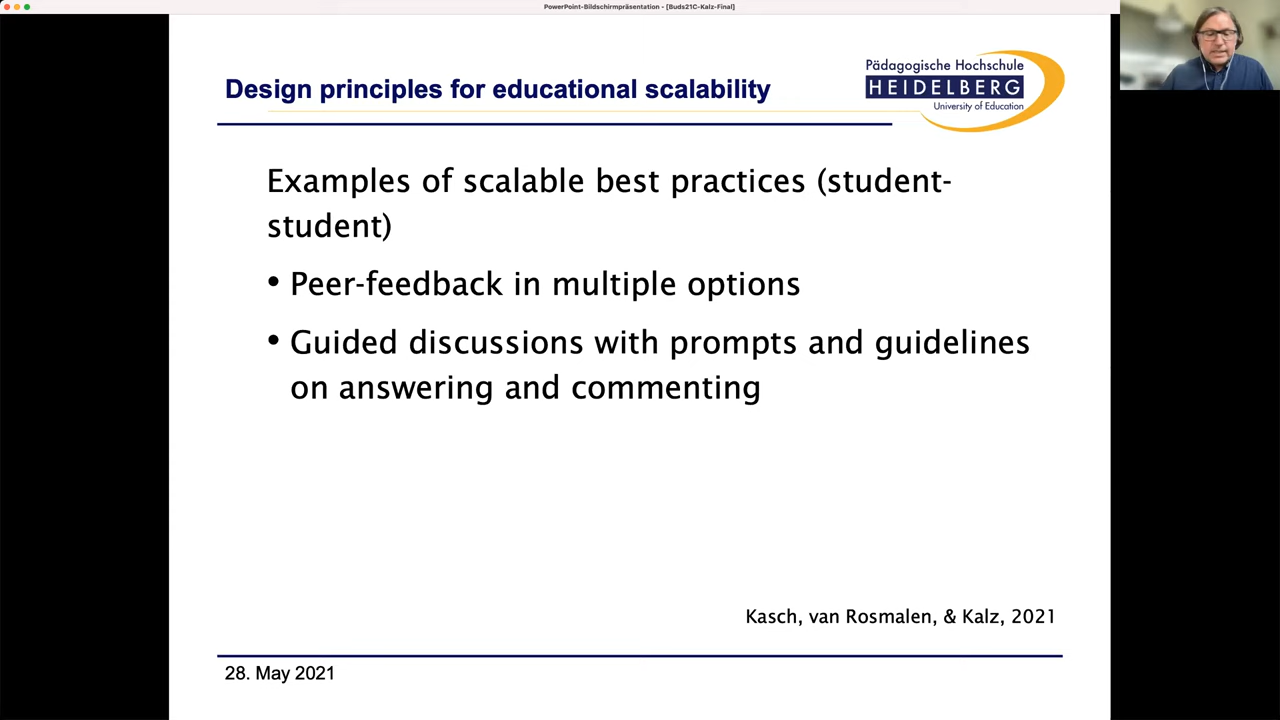 PowerPoint-Bildschirmpräsentation - [Buds21C-Kalz-Final]
Design principles for educational scalability
Pädagogische Hochschule
HEIDELBERG
University of Education
Examples of scalable best practices (student-
student)
• Peer-feedback in multiple options
• Guided discussions with prompts and guidelines
on answering and commenting
Kasch, van Rosmalen, & Kalz, 2021
28. May 2021